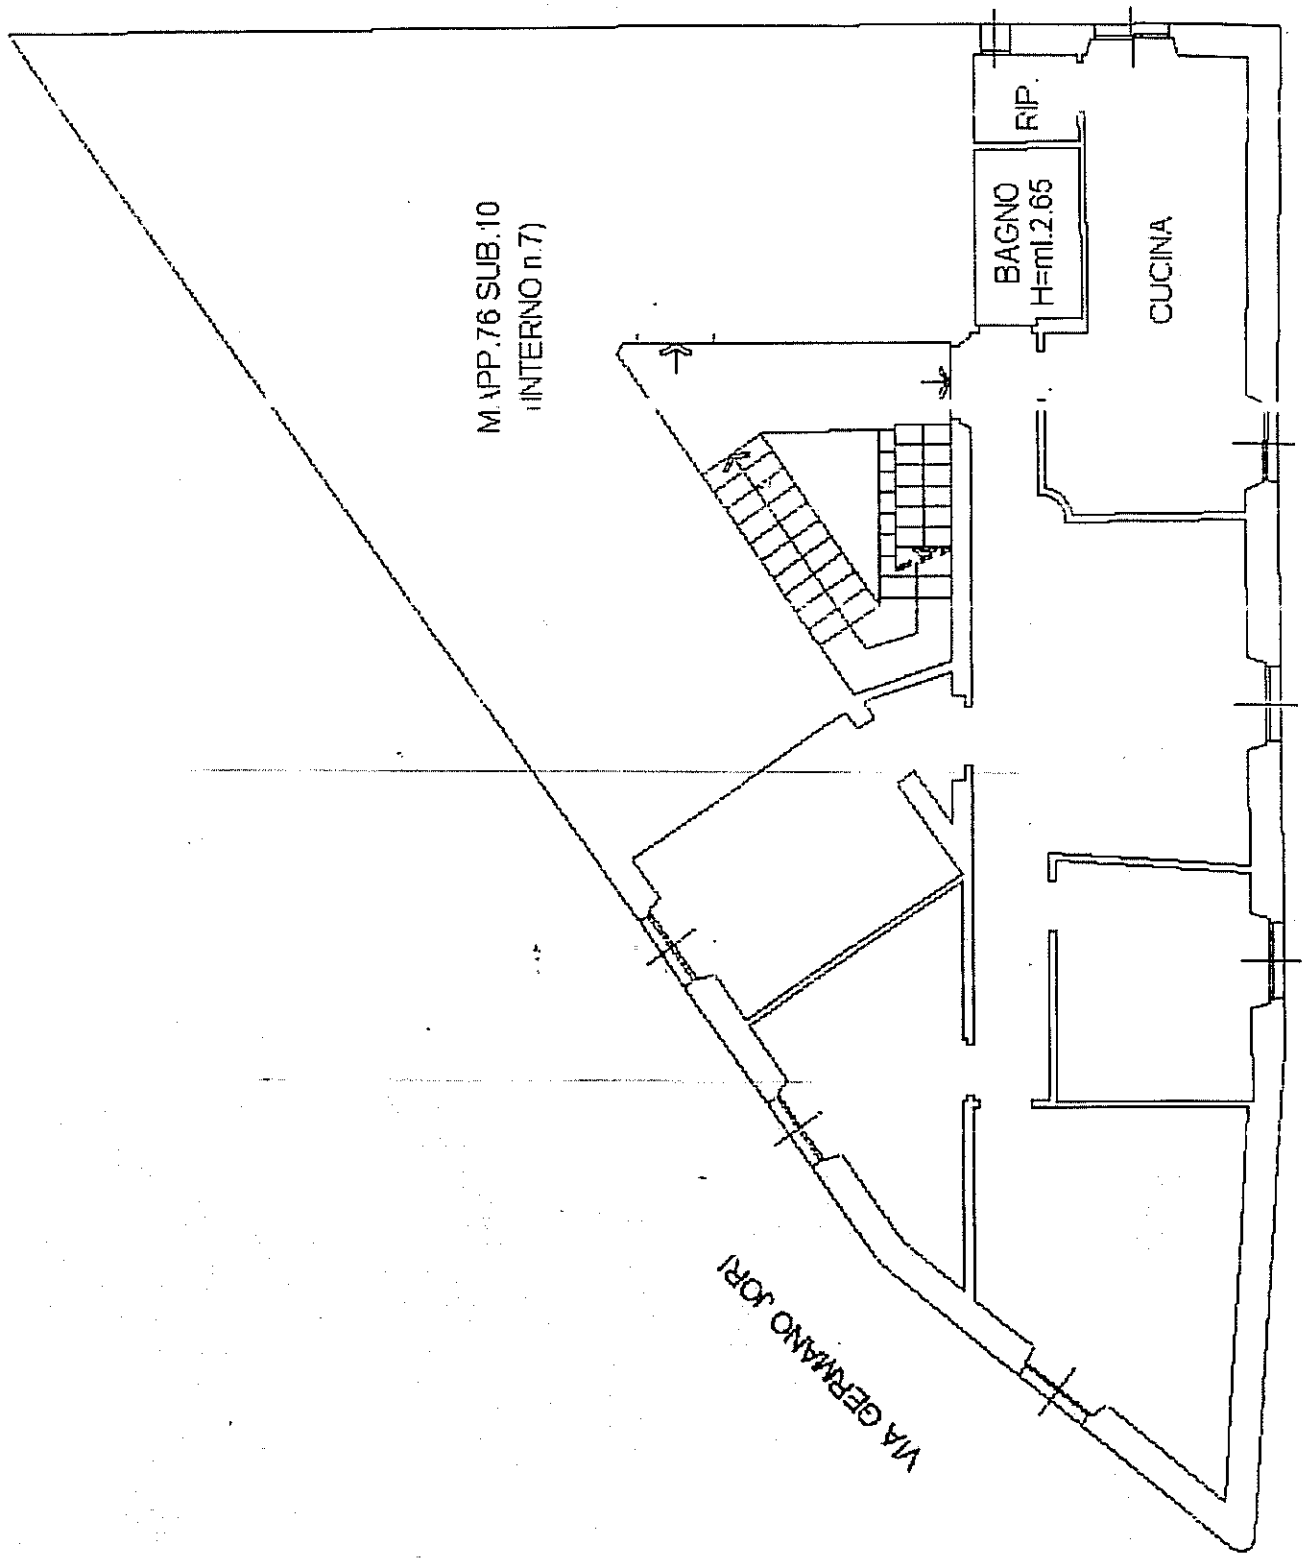 MAPP.76 SUB.10
(INTERNO n.7)
RIP.
BAGNO
H=ml.2.65
CUCINA
VIA GERMANO JORI